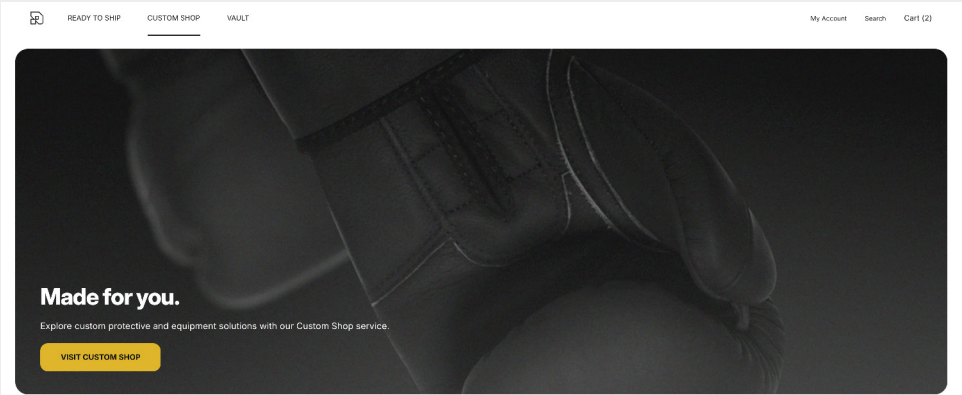 READY TO SHIP
CUSTOM SHOP
VAULT
My Account
Search
Cart (2)
Made for you.
Explore custom protective and equipment solutions with our Custom Shop service.
VISIT CUSTOM SHOP